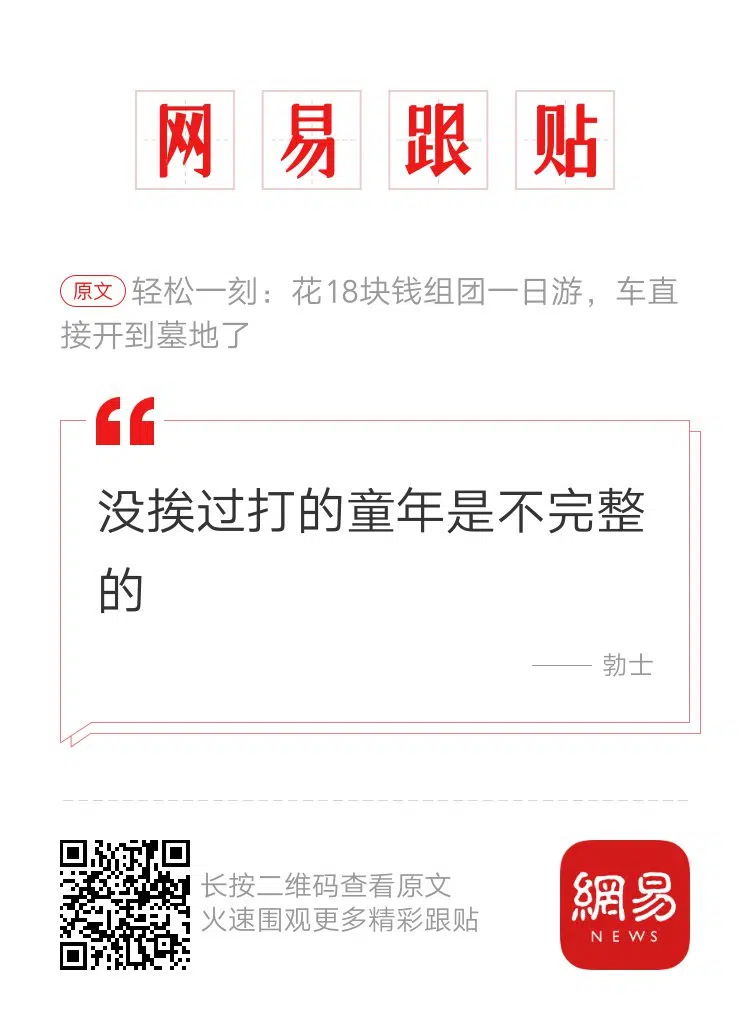 网易跟贴
原文 轻松一刻：花18块钱组团一日游，车直
接开到墓地了
没挨过打的童年是不完整
的
—— 勃士
长按二维码查看原文
火速围观更多精彩跟贴
網易
NEWS